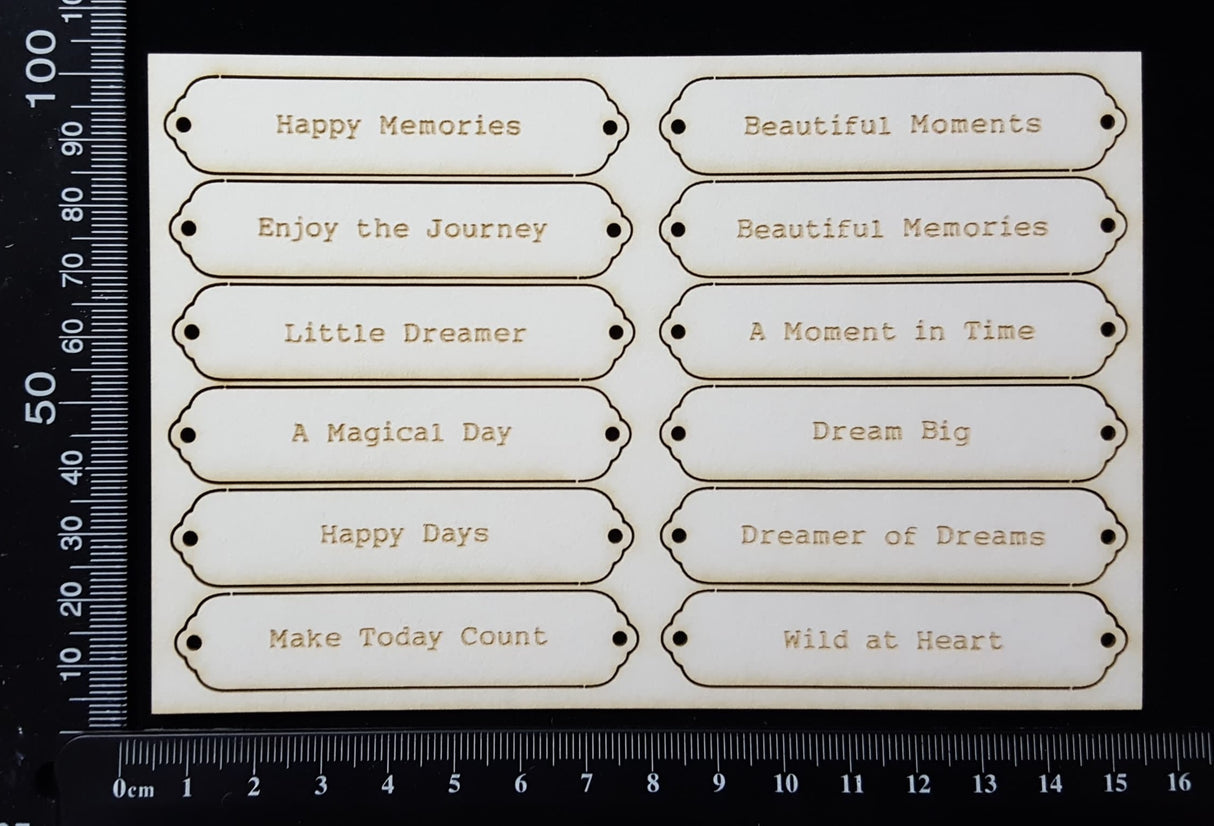 Happy Memories
Beautiful Moments
Enjoy the Journey
Beautiful Memories
Little Dreamer
A Moment in Time
A Magical Day
Dream Big
Happy Days
Dreamer of Dreams
Make Today Count
Wild at Heart
100
90
80
70
60
50
40
30
20
10
0cm 1 2 3 4 5 6 7 8 9 10 11 12 13 14 15 16